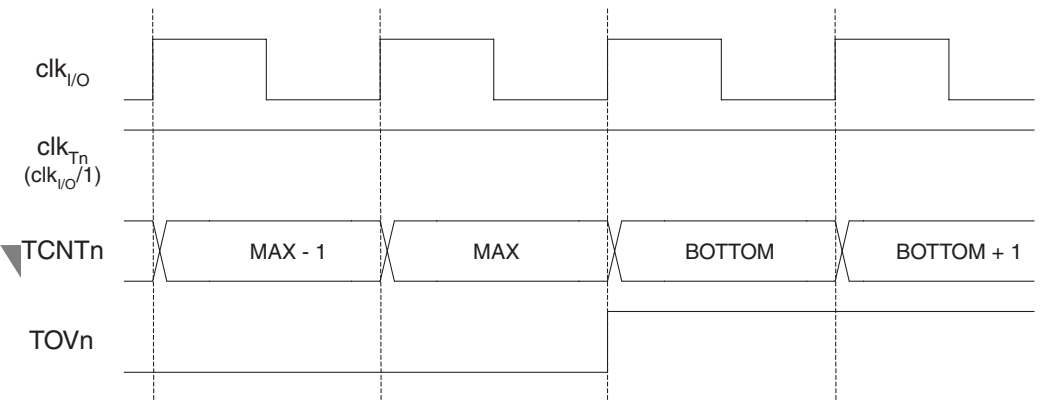 clkI/O
clkTn
(clkI/O/1)
TCNTn
MAX - 1
MAX
BOTTOM
BOTTOM + 1
TOVn